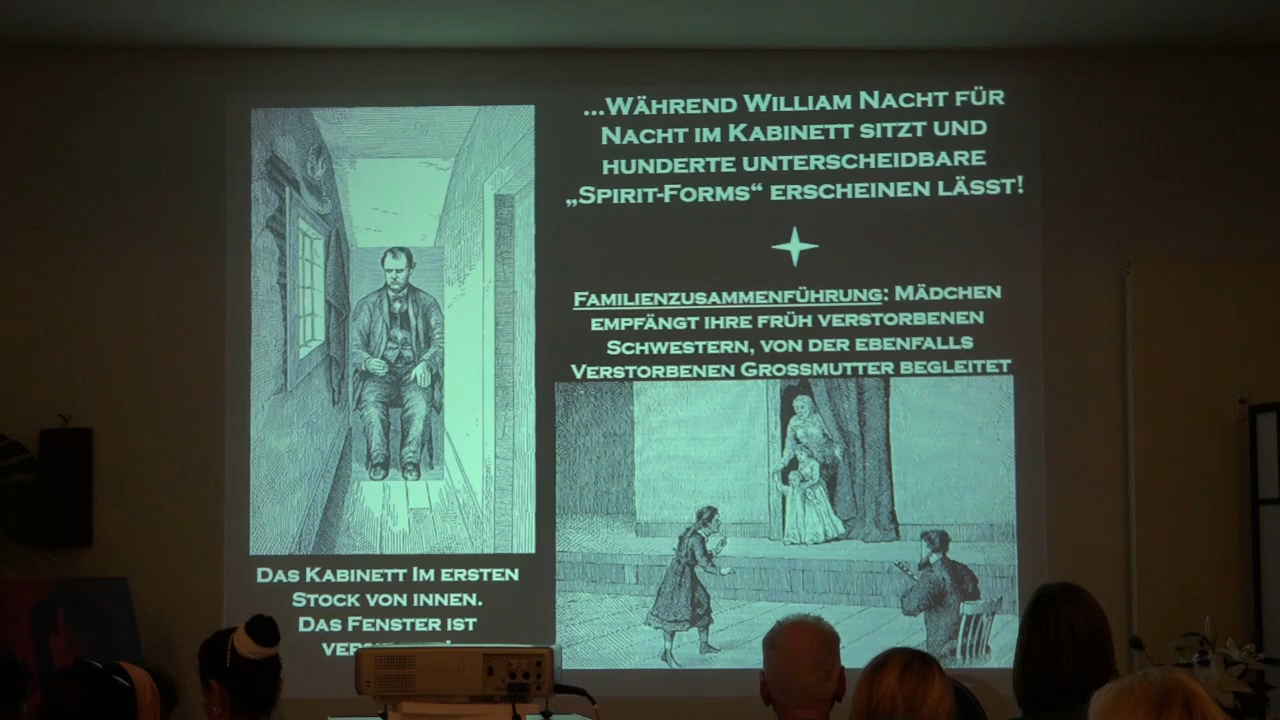 ...Während William Nacht für
Nacht im Kabinett sitzt und
hunderte unterscheidbare
„Spirit-Forms“ erscheinen lässt!
Familienzusammenführung: Mädchen
empfängt ihre früh verstorbenen
Schwestern, von der ebenfalls
Verstorbenen Grossmutter begleitet
Das Kabinett Im ersten
Stock von innen.
Das Fenster ist